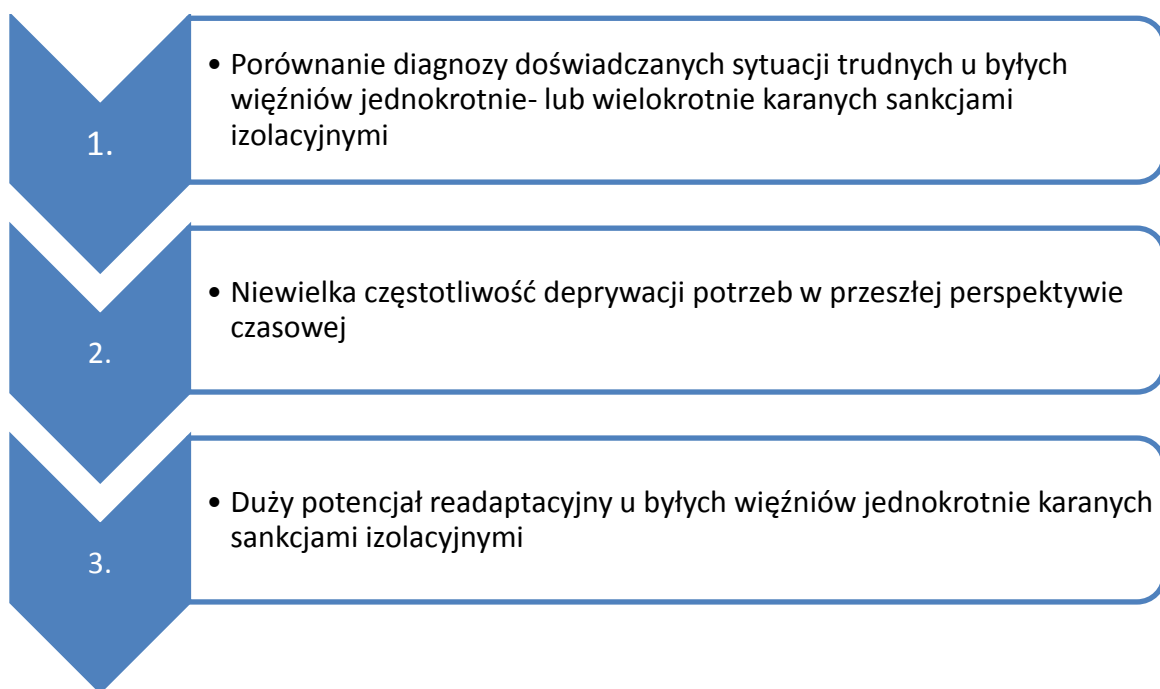 1.
• Porównanie diagnozy doświadczanych sytuacji trudnych u byłych
więźniów jednokrotnie- lub wielokrotnie karanych sankcjami
izolacyjnymi
2.
• Niewielka częstotliwość deprywacji potrzeb w przeszłej perspektywie
czasowej
3.
• Duży potencjał readaptacyjny u byłych więźniów jednokrotnie karanych
sankcjami izolacyjnymi